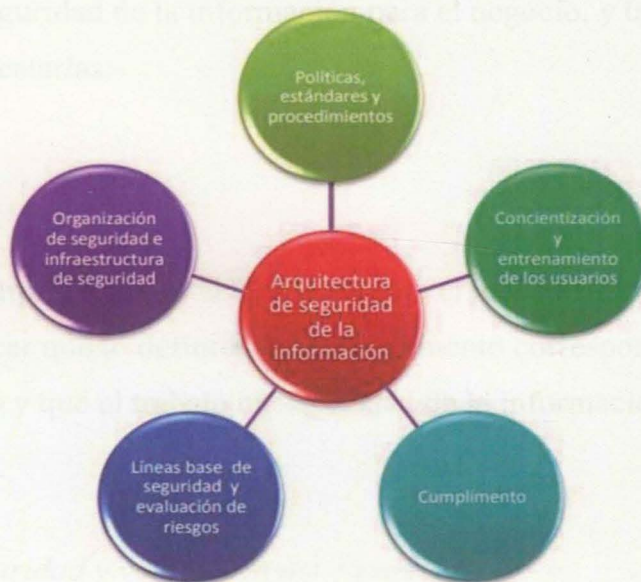 Políticas,
estándares y
procedimientos
Organización
de seguridad e
infraestructura
de seguridad
Concientización
y
entrenamiento
de los usuarios
Arquitectura
de seguridad
de la
información
Líneas base de
seguridad y
evaluación de
riesgos
Cumplimento